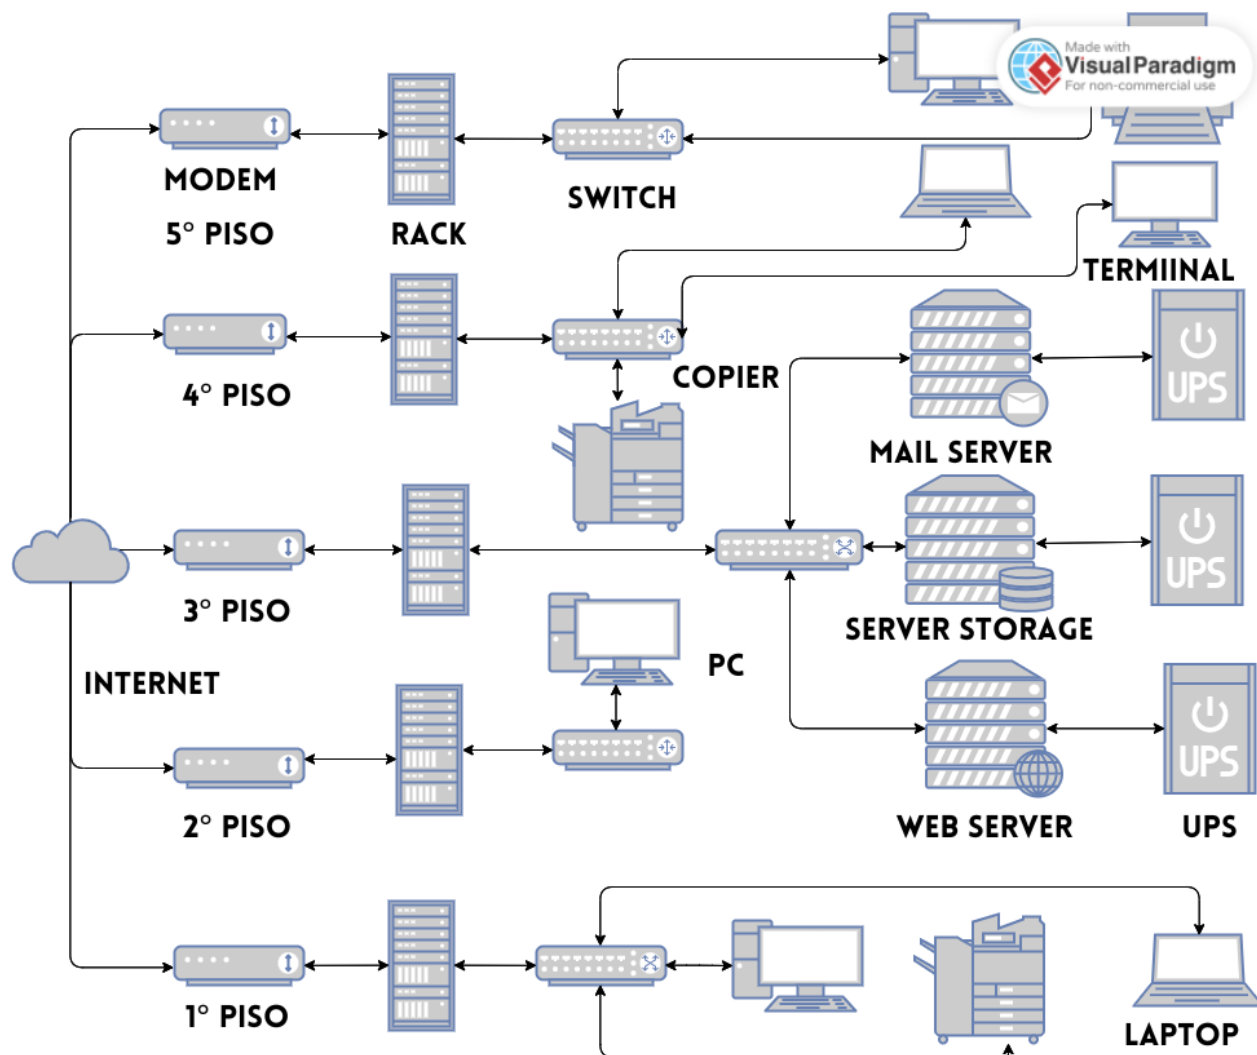 Made with
Visual Paradigm
For non-commercial use
MODEM
5° PISO
RACK
SWITCH
TERMIINAL
4° PISO
COPIER
UPS
MAIL SERVER
UPS
3° PISO
SERVER STORAGE
INTERNET
PC
UPS
2° PISO
WEB SERVER
UPS
1° PISO
LAPTOP